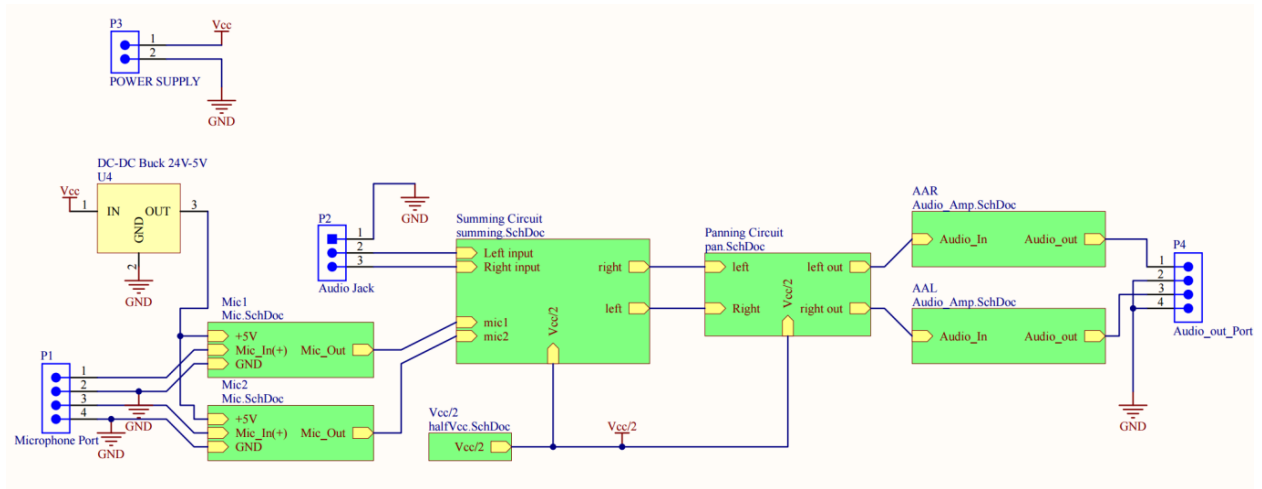 P3
1
Vcc
2
POWER SUPPLY
GND
DC-DC Buck 24V-5V
U4
Vcc
1
IN
OUT
3
GND
2
GND
P2
1
2
3
Audio Jack
GND
Summing Circuit
summing.SchDoc
Left input
Right input
right
left
mic1
mic2
Vcc/2
Panning Circuit
pan.SchDoc
left
left out
Right
right out
Vcc/2
AAR
Audio_Amp.SchDoc
Audio_In
Audio_out
AAL
Audio_Amp.SchDoc
Audio_In
Audio_out
P4
1
2
3
4
Audio_out_Port
GND
Mic1
Mic.SchDoc
+5V
Mic_In(+)
Mic_Out
GND
P1
1
2
3
4
Microphone Port
GND
GND
Mic2
Mic.SchDoc
+5V
Mic_In(+)
Mic_Out
GND
Vcc/2
halfVcc.SchDoc
Vcc/2
Vcc/2